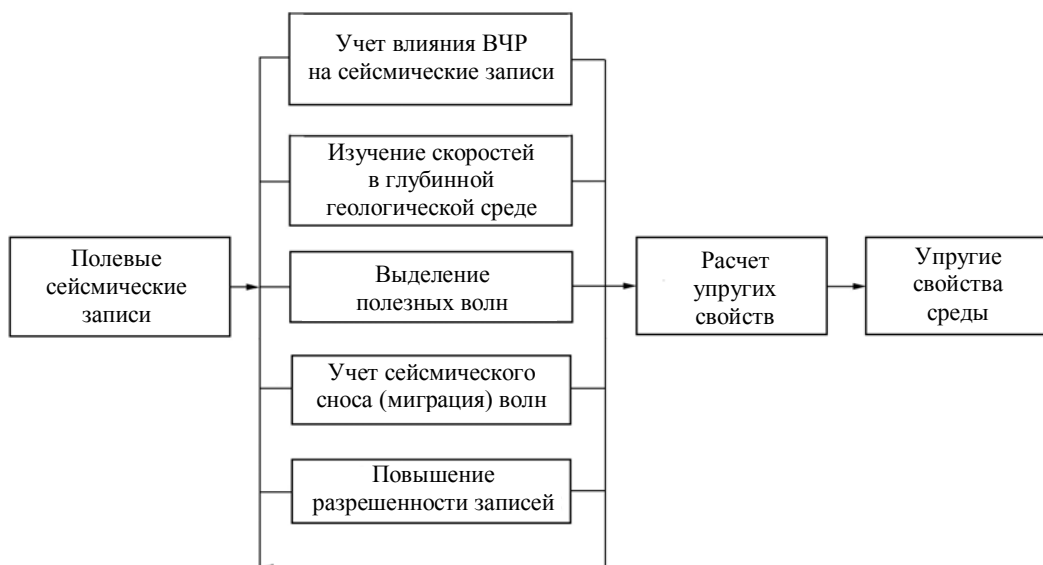 Учет влияния ВЧР
на сейсмические записи
Изучение скоростей
в глубинной
геологической среде
Полевые
сейсмические
записи
Выделение
полезных волн
Расчет
упругих
свойств
Упругие
свойства
среды
Учет сейсмического
сноса (миграция) волн
Повышение
разрешенности записей